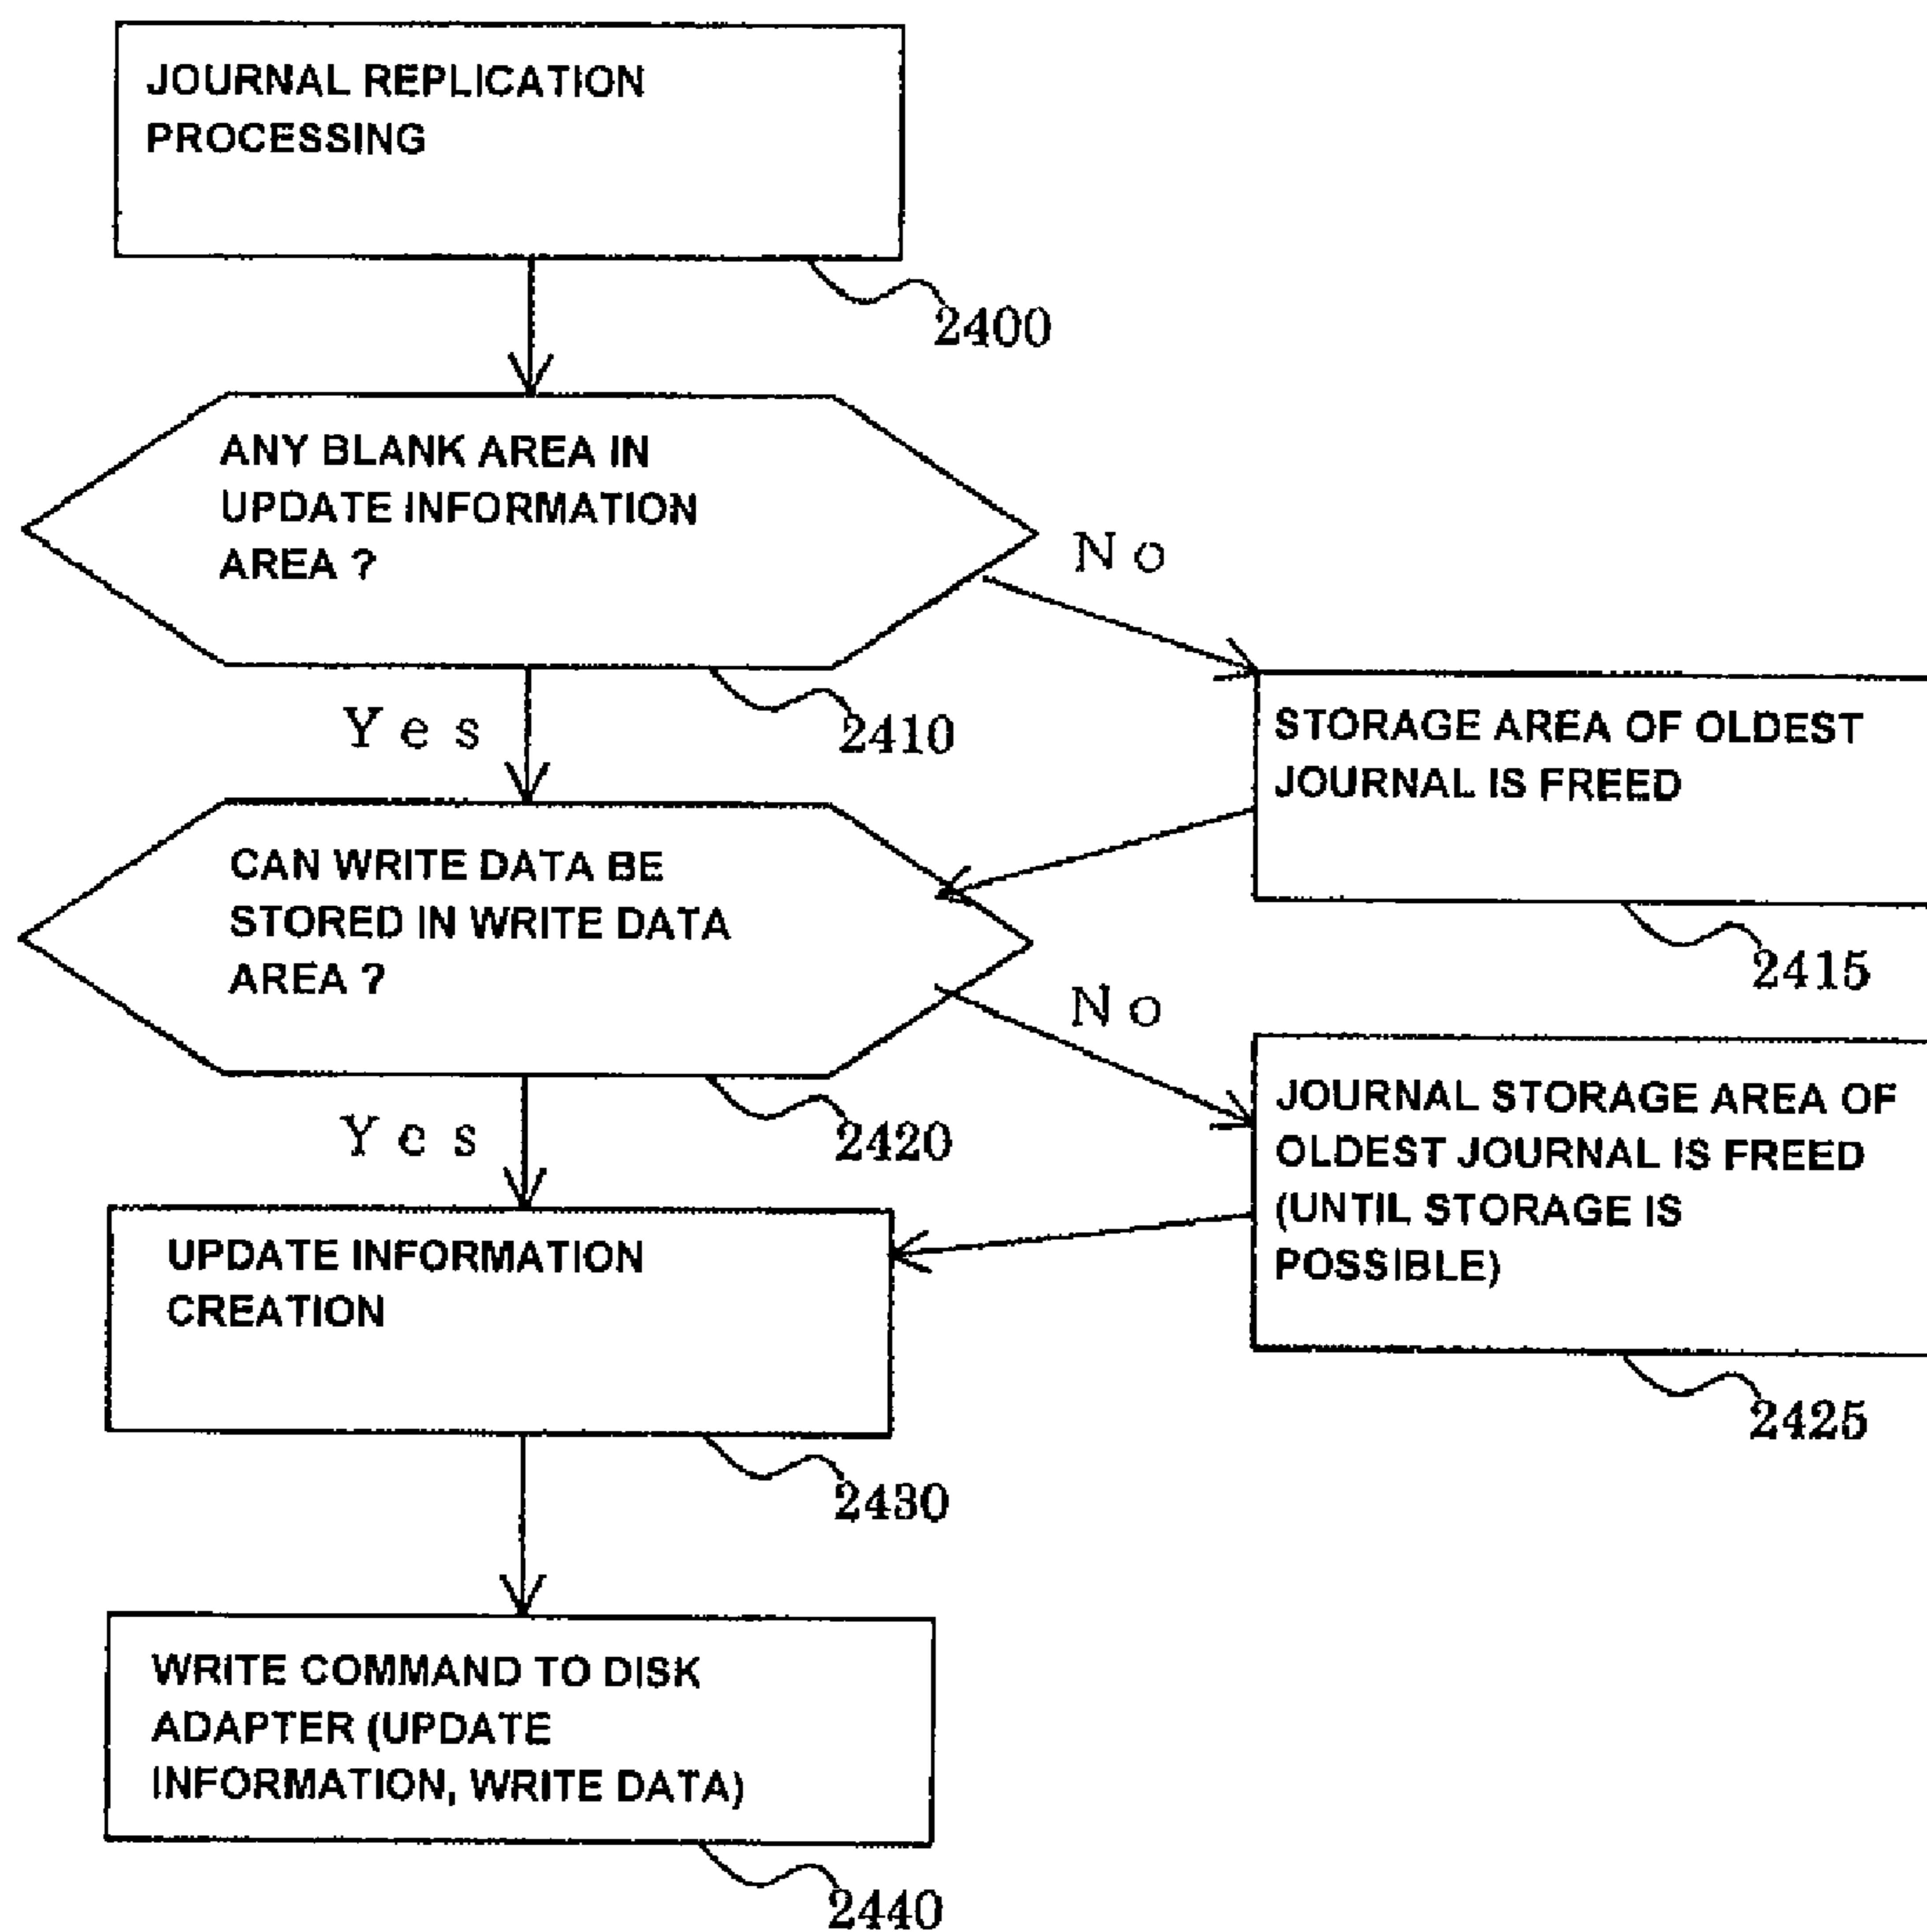 JOURNAL REPLICATION
PROCESSING
2400
ANY BLANK AREA IN
UPDATE INFORMATION
AREA ?
No
Yes
2410
STORAGE AREA OF OLDEST
JOURNAL IS FREED
2415
CAN WRITE DATA BE
STORED IN WRITE DATA
AREA ?
No
Yes
2420
JOURNAL STORAGE AREA OF
OLDEST JOURNAL IS FREED
(UNTIL STORAGE IS
POSSIBLE)
2425
UPDATE INFORMATION
CREATION
2430
WRITE COMMAND TO DISK
ADAPTER (UPDATE
INFORMATION, WRITE DATA)
2440